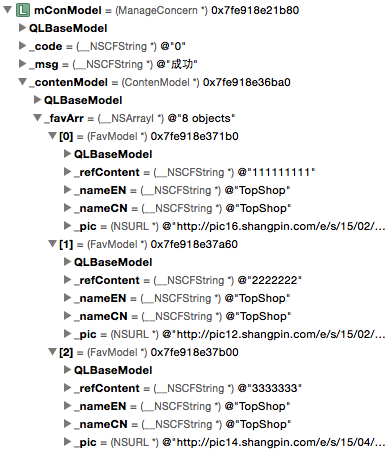 L mConModel = (ManageConcern *) 0x7fe918e21b80
QLBaseModel
_code = (__NSCFString *) @"0"
_msg = (__NSCFString *) @"成功"
_contenModel = (ContenModel *) 0x7fe918e36ba0
QLBaseModel
_favArr = (__NSArrayI *) @"8 objects"
[0] = (FavModel *) 0x7fe918e371b0
QLBaseModel
_refContent = (__NSCFString *) @"111111111"
_nameEN = (__NSCFString *) @"TopShop"
_nameCN = (__NSCFString *) @"TopShop"
_pic = (NSURL *) @"http://pic16.shangpin.com/e/s/15/02/...
[1] = (FavModel *) 0x7fe918e37a60
QLBaseModel
_refContent = (__NSCFString *) @"2222222"
_nameEN = (__NSCFString *) @"TopShop"
_nameCN = (__NSCFString *) @"TopShop"
_pic = (NSURL *) @"http://pic12.shangpin.com/e/s/15/02/...
[2] = (FavModel *) 0x7fe918e37b00
QLBaseModel
_refContent = (__NSCFString *) @"3333333"
_nameEN = (__NSCFString *) @"TopShop"
_nameCN = (__NSCFString *) @"TopShop"
_pic = (NSURL *) @"http://pic14.shangpin.com/e/s/15/04/...